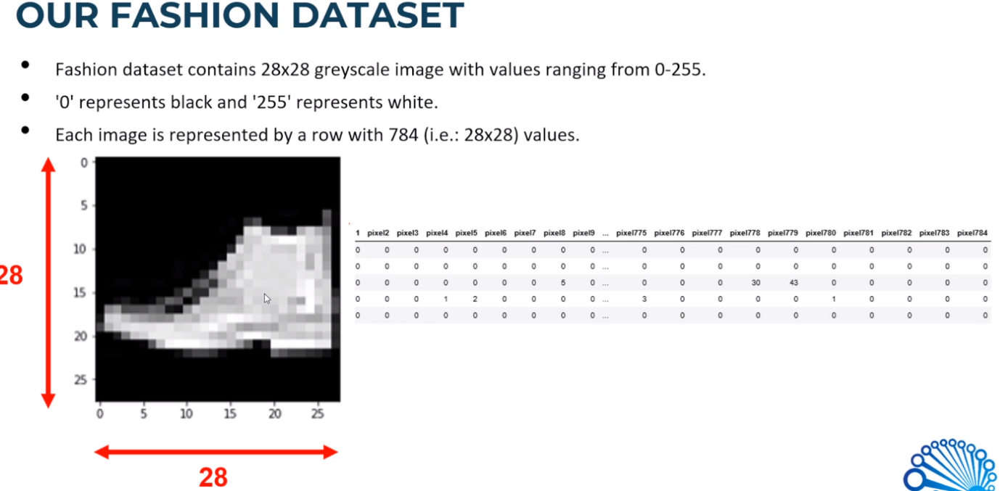 OUR FASHION DATASET
• Fashion dataset contains 28x28 greyscale image with values ranging from 0-255.
• '0' represents black and '255' represents white.
• Each image is represented by a row with 784 (i.e.: 28x28) values.
0
5
10
15
20
25
0 5 10 15 20 25
28
28
1 pixel2 pixel3 pixel4 pixel5 pixel6 pixel7 pixel8 pixel9 ... pixel775 pixel776 pixel777 pixel778 pixel779 pixel780 pixel781 pixel782 pixel783 pixel784
0 0 0 0 0 0 0 0 0 ... 0 0 0 0 0 0 0 0 0 0
0 0 0 0 0 0 0 0 0 ... 0 0 0 0 0 0 0 0 0 0
0 0 0 0 0 0 0 5 0 ... 0 0 0 30 43 0 0 0 0 0
0 0 0 1 2 0 0 0 0 ... 3 0 0 0 0 1 0 0 0 0
0 0 0 0 0 0 0 0 0 ... 0 0 0 0 0 0 0 0 0 0